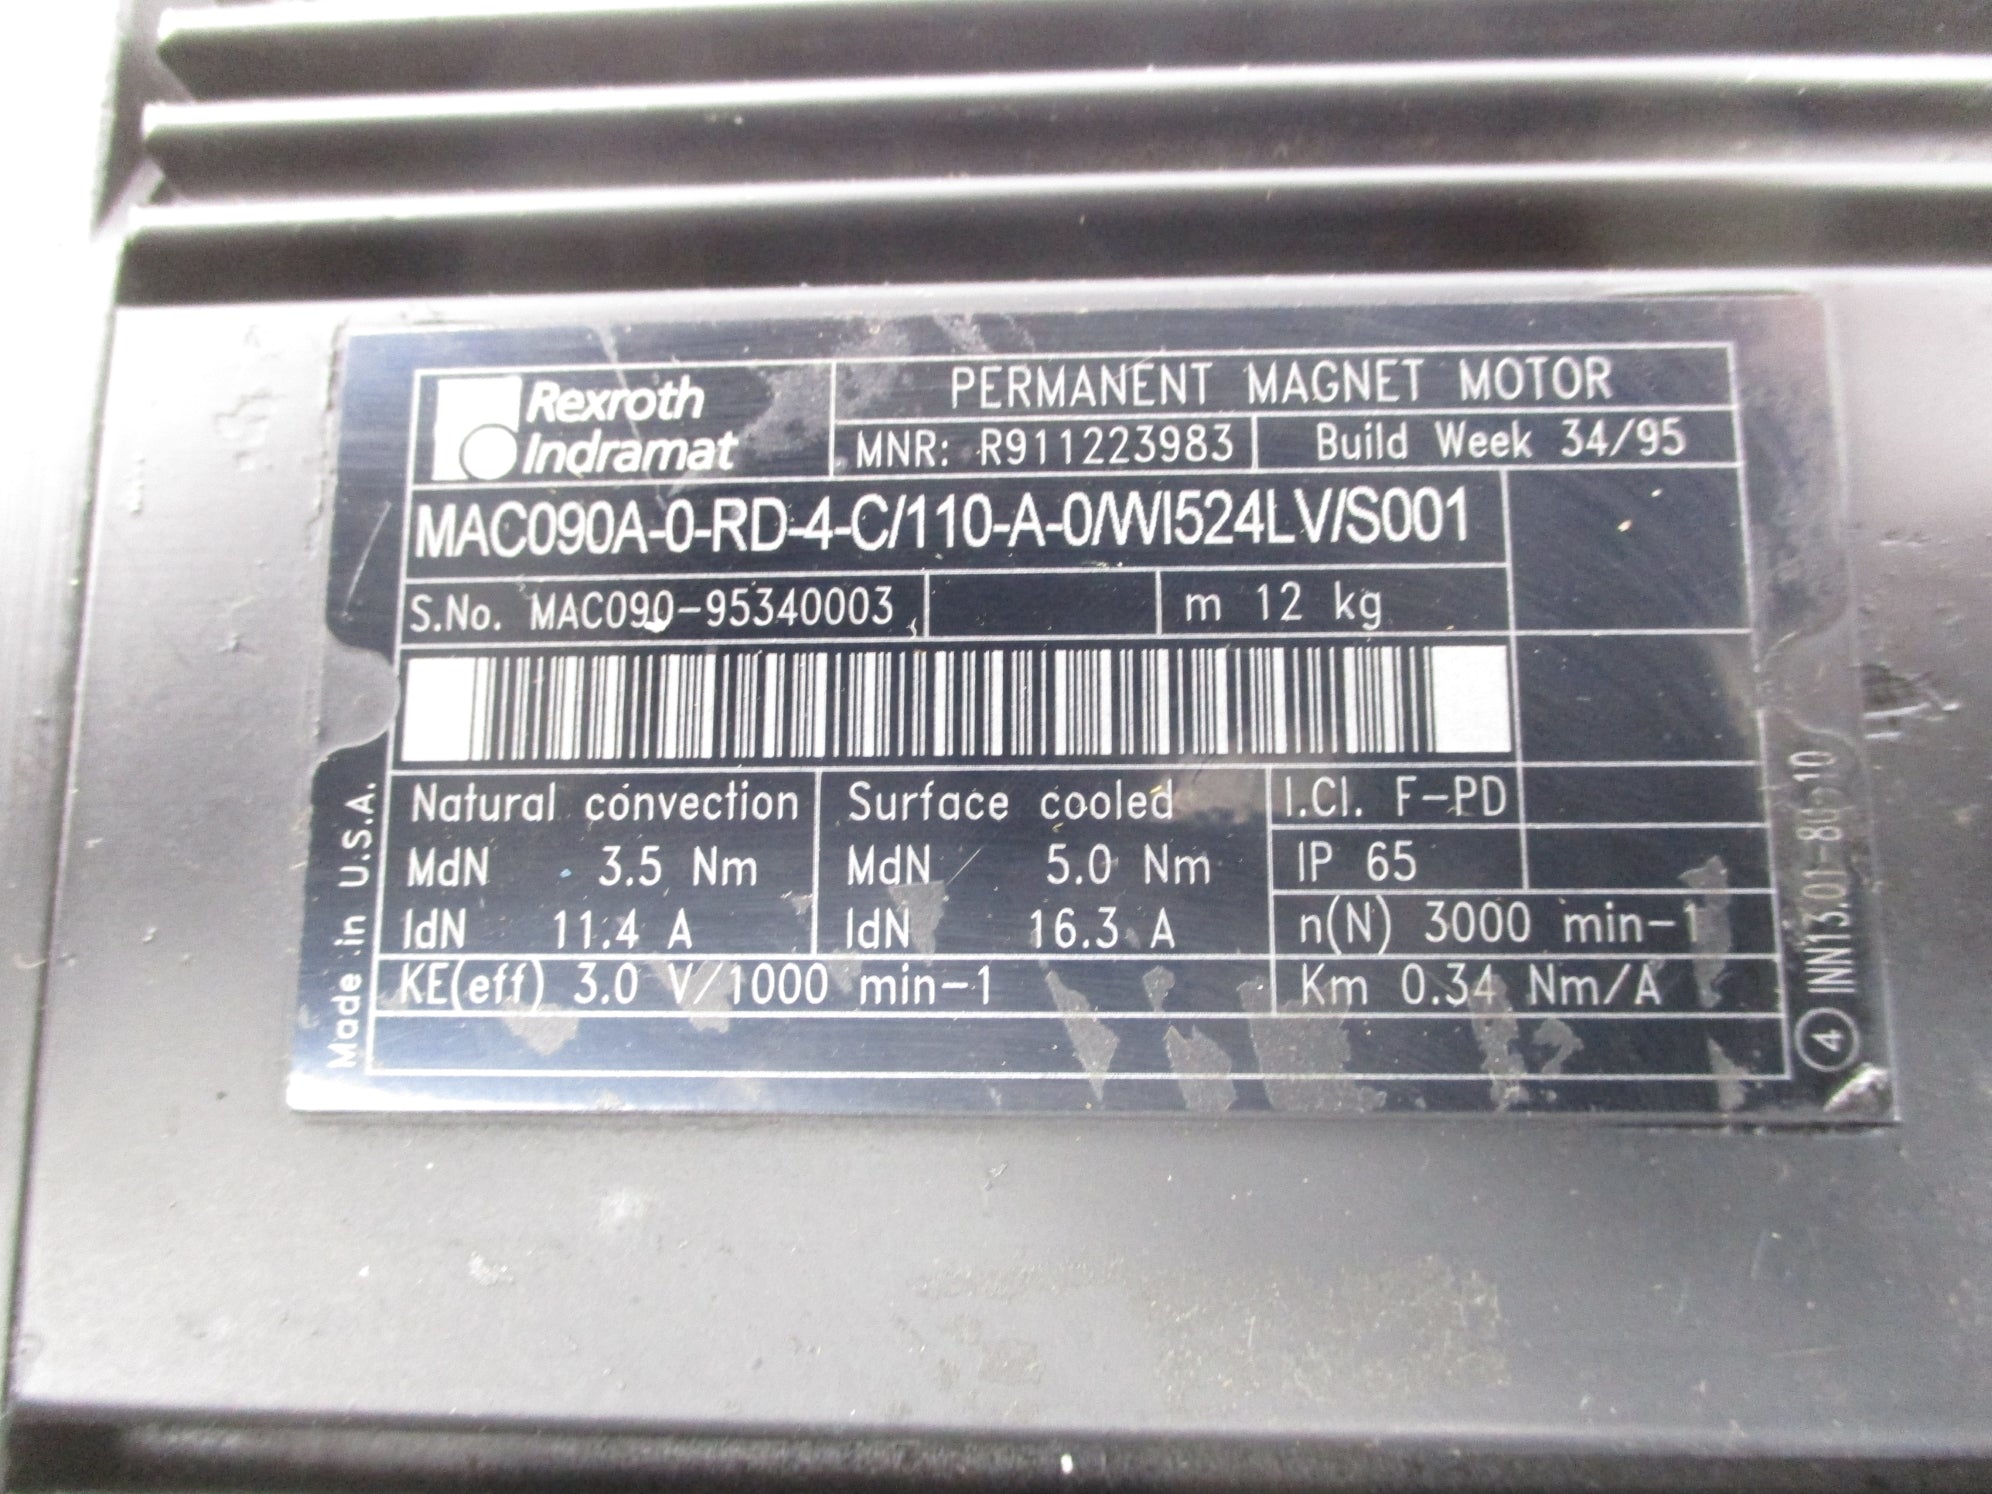 Rexroth
Indramat
PERMANENT MAGNET MOTOR
MNR: R911223983
Build Week 34/95
MAC090A-0-RD-4-C/110-A-0/WI524LV/S001
S.No. MAC090-95340003
m 12 kg
Natural convection
MdN 3.5 Nm
IdN 11.4 A
Surface cooled
MdN 5.0 Nm
IdN 16.3 A
I.Cl. F-PD
IP 65
n(N) 3000 min-1
KE(eff) 3.0 V/1000 min-1
Km 0.34 Nm/A
Made in U.S.A.
4